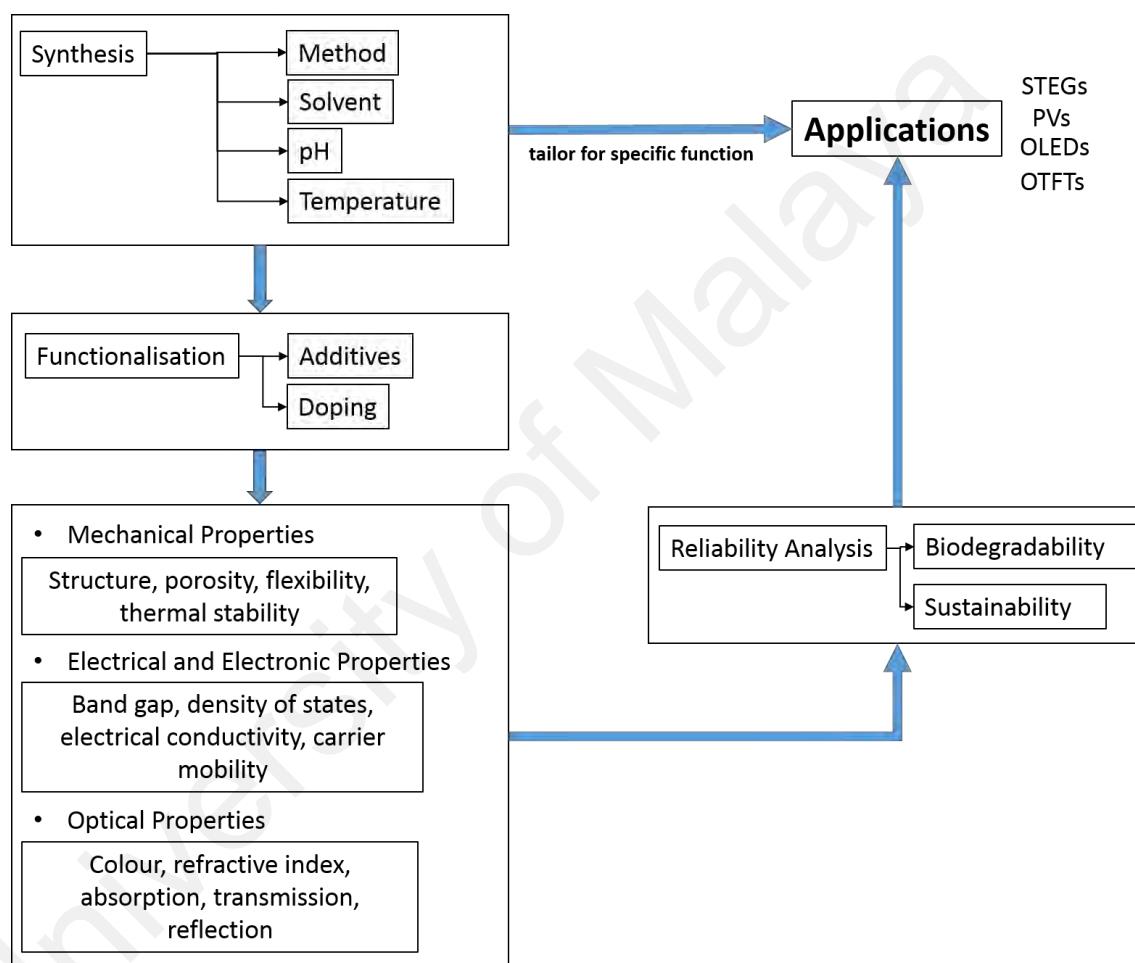 Synthesis
Method
Solvent
pH
Temperature
tailor for specific function
Applications
STEGs
PVs
OLEDs
OTFTs
Functionalisation
Additives
Doping
• Mechanical Properties
Structure, porosity, flexibility,
thermal stability
• Electrical and Electronic Properties
Band gap, density of states,
electrical conductivity, carrier
mobility
• Optical Properties
Colour, refractive index,
absorption, transmission,
reflection
Reliability Analysis
Biodegradability
Sustainability
University of Malaya